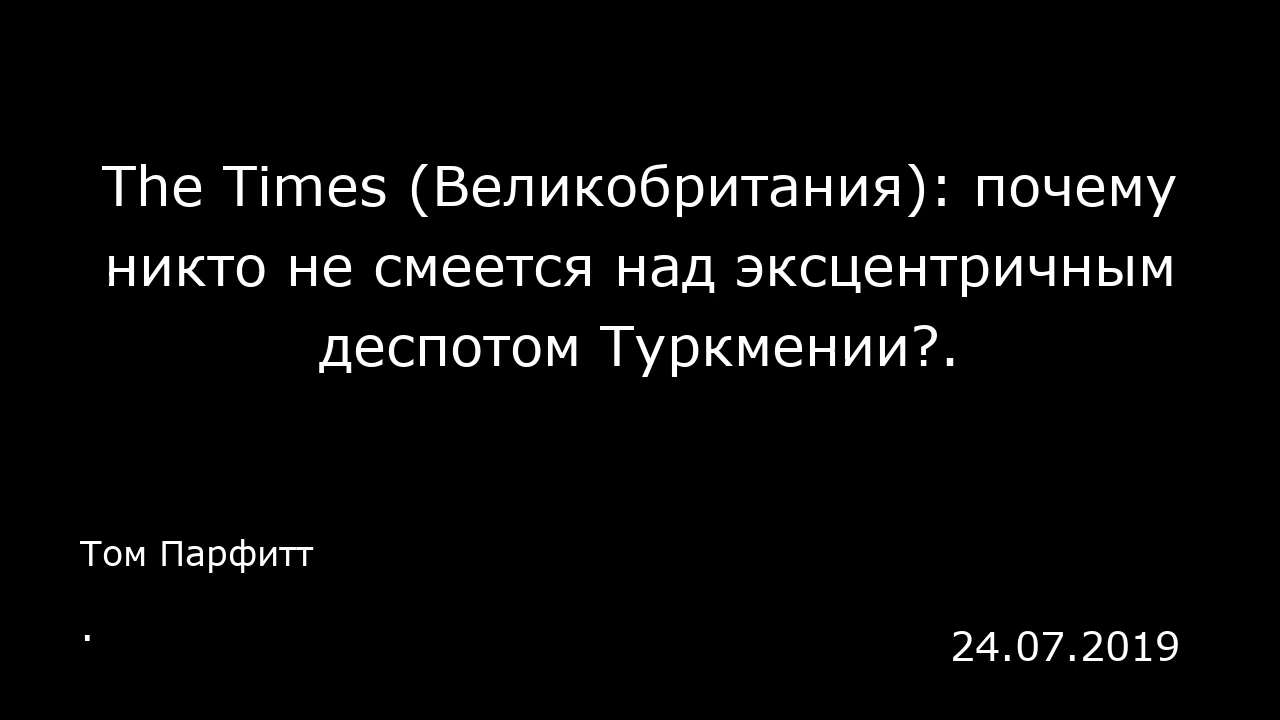 The Times (Великобритания): почему
никто не смеется над эксцентричным
деспотом Туркмении?.
Том Парфитт
.
24.07.2019